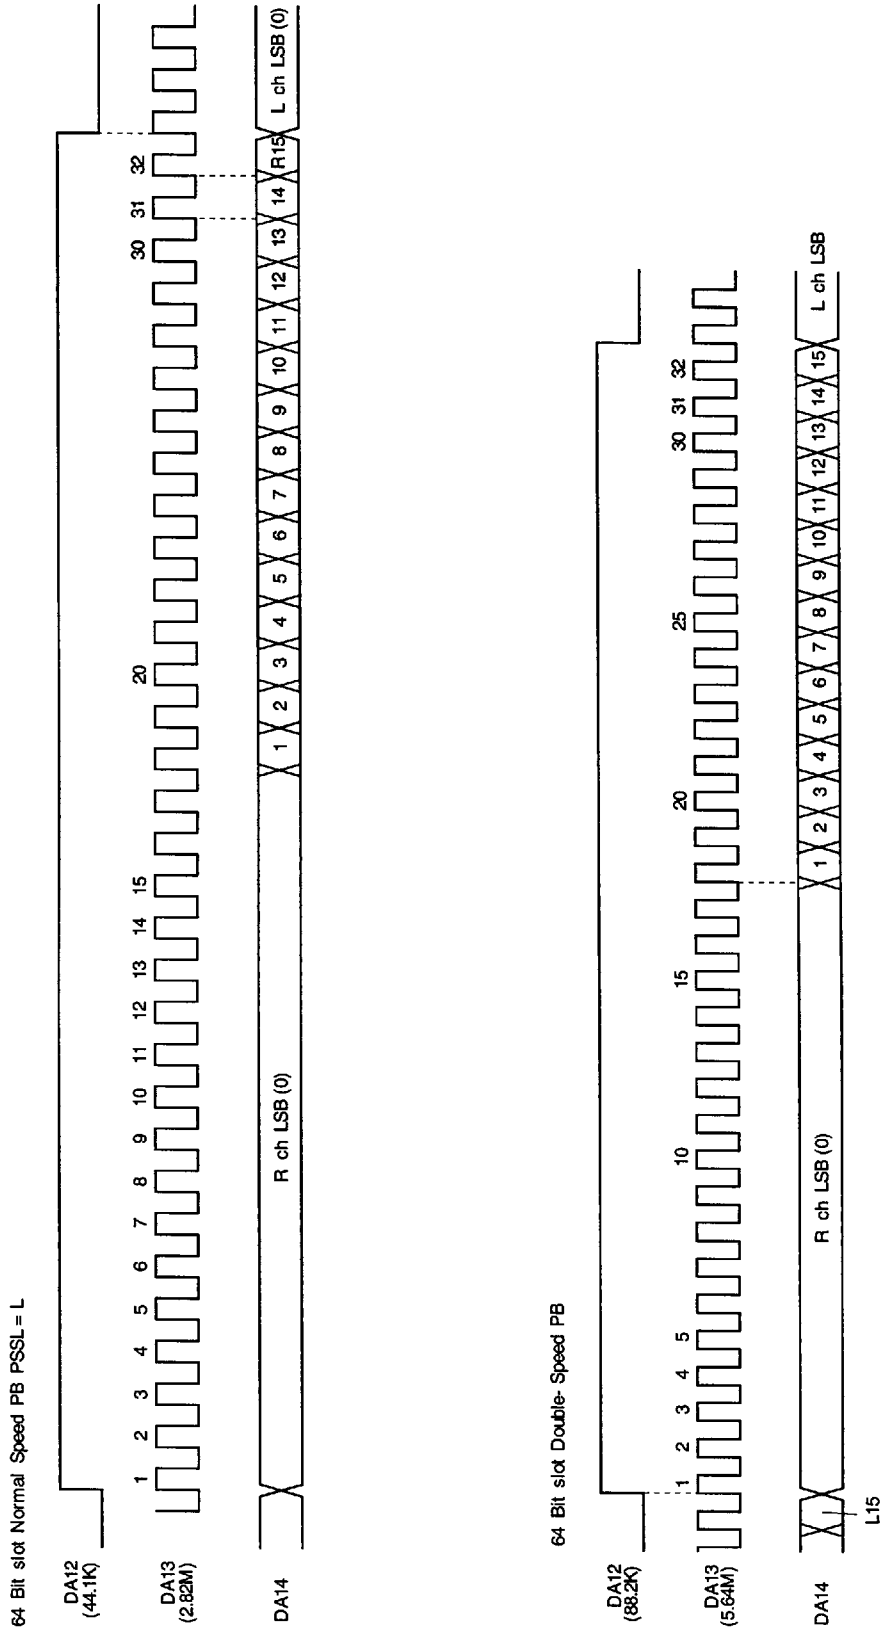 64 Bit slot Normal Speed PB PSSL = L
DA12
(44.1K)
DA13
(2.82M)
1 2 3 4 5 6 7 8 9 10 11 12 13 14 15 20 30 31 32
DA14
R ch LSB (0) 1 2 3 4 5 6 7 8 9 10 11 12 13 14 R15 L ch LSB (0)
64 Bit slot Double- Speed PB
DA12
(88.2K)
DA13
(5.64M)
1 2 3 4 5 10 15 20 25 30 31 32
DA14
R ch LSB (0) 1 2 3 4 5 6 7 8 9 10 11 12 13 14 15 L ch LSB
L15